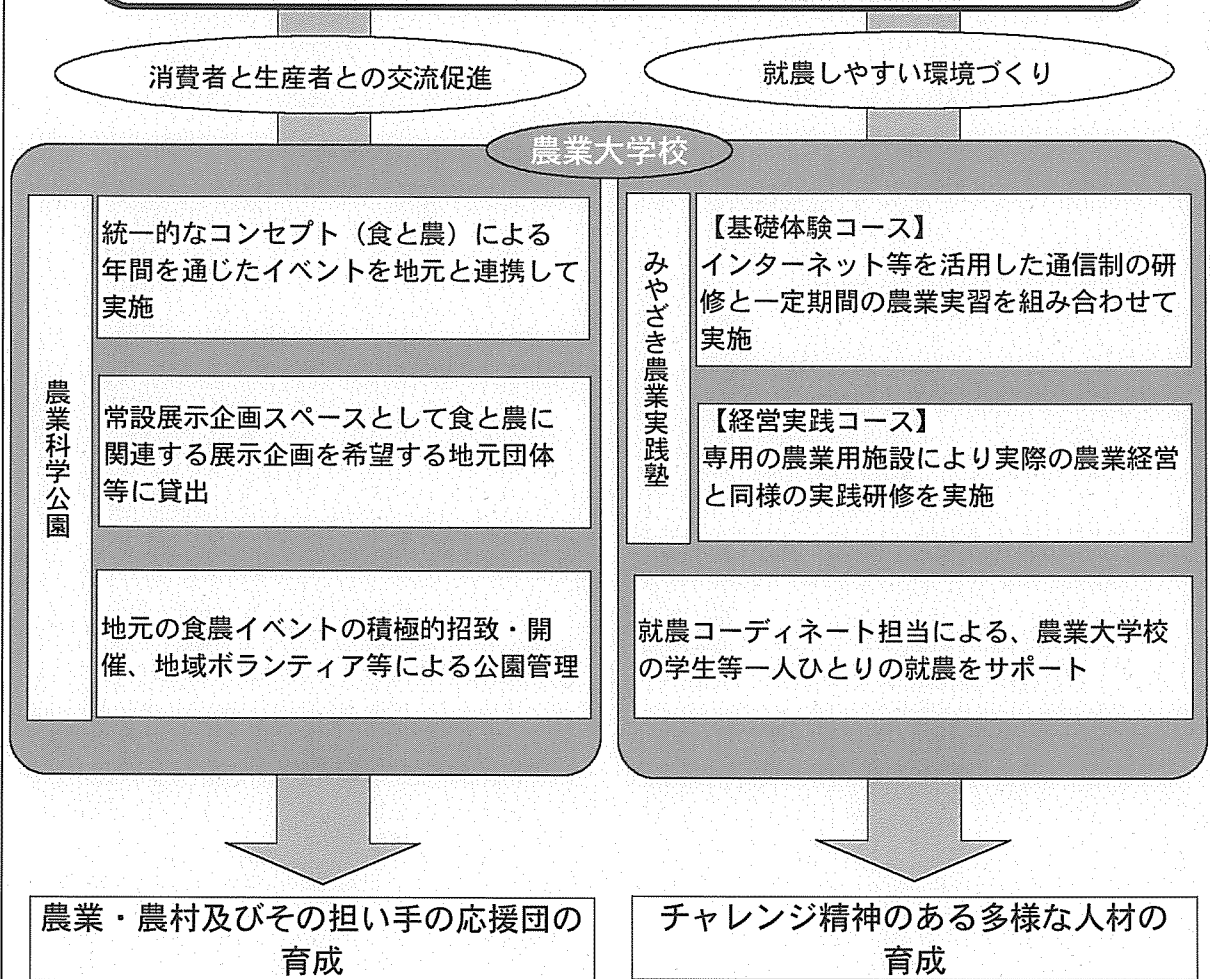 消費者と生産者との交流促進
就農しやすい環境づくり
農業大学校
農業科学公園
統一的なコンセプト（食と農）による
年間を通じたイベントを地元と連携して
実施
常設展示企画スペースとして食と農に
関連する展示企画を希望する地元団体
等に貸出
地元の食農イベントの積極的招致・開
催、地域ボランティア等による公園管理
みやざき農業実践塾
【基礎体験コース】
インターネット等を活用した通信制の研
修と一定期間の農業実習を組み合わせて
実施
【経営実践コース】
専用の農業用施設により実際の農業経営
と同様の実践研修を実施
就農コーディネート担当による、農業大学校
の学生等一人ひとりの就農をサポート
農業・農村及びその担い手の応援団の
育成
チャレンジ精神のある多様な人材の
育成